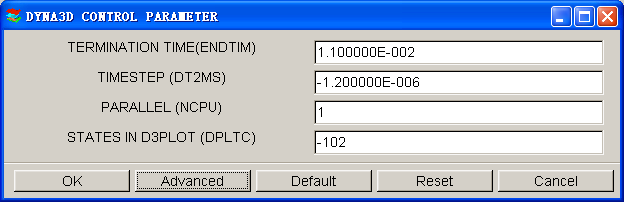 DYNA3D CONTROL PARAMETER
TERMINATION TIME(ENDTIM) 1.100000E-002
TIMESTEP (DT2MS) -1.200000E-006
PARALLEL (NCPU) 1
STATES IN D3PLOT (DPLTC) -102
OK Advanced Default Reset Cancel